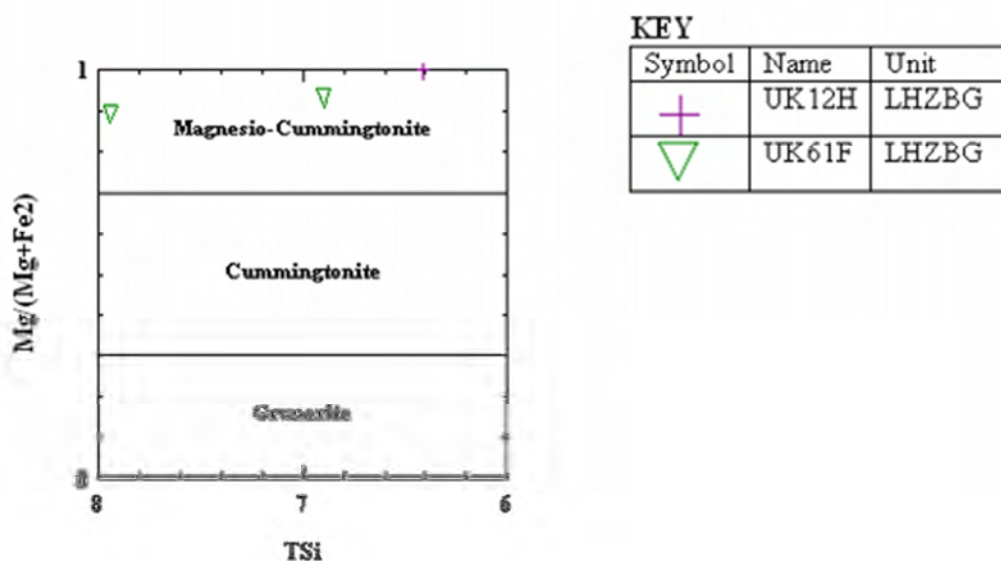 KEY
Symbol Name Unit
UK12H LHZBG
UK61F LHZBG
1
Magnesio-Cummingtonite
Cummingtonite
Grunerite
0
Mg/(Mg+Fe2)
8 7 6
TSi